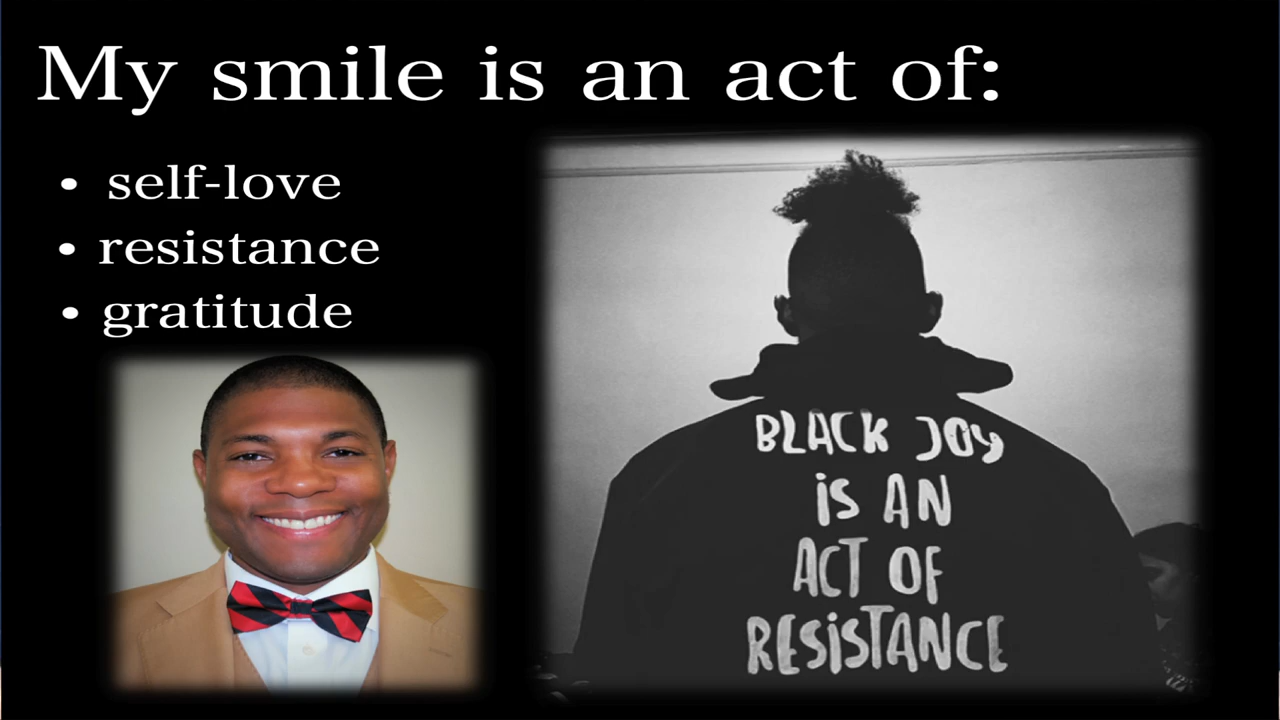 My smile is an act of:
• self-love
• resistance
• gratitude
BLACK JOY
iS AN
ACT OF
RESiSTANCE